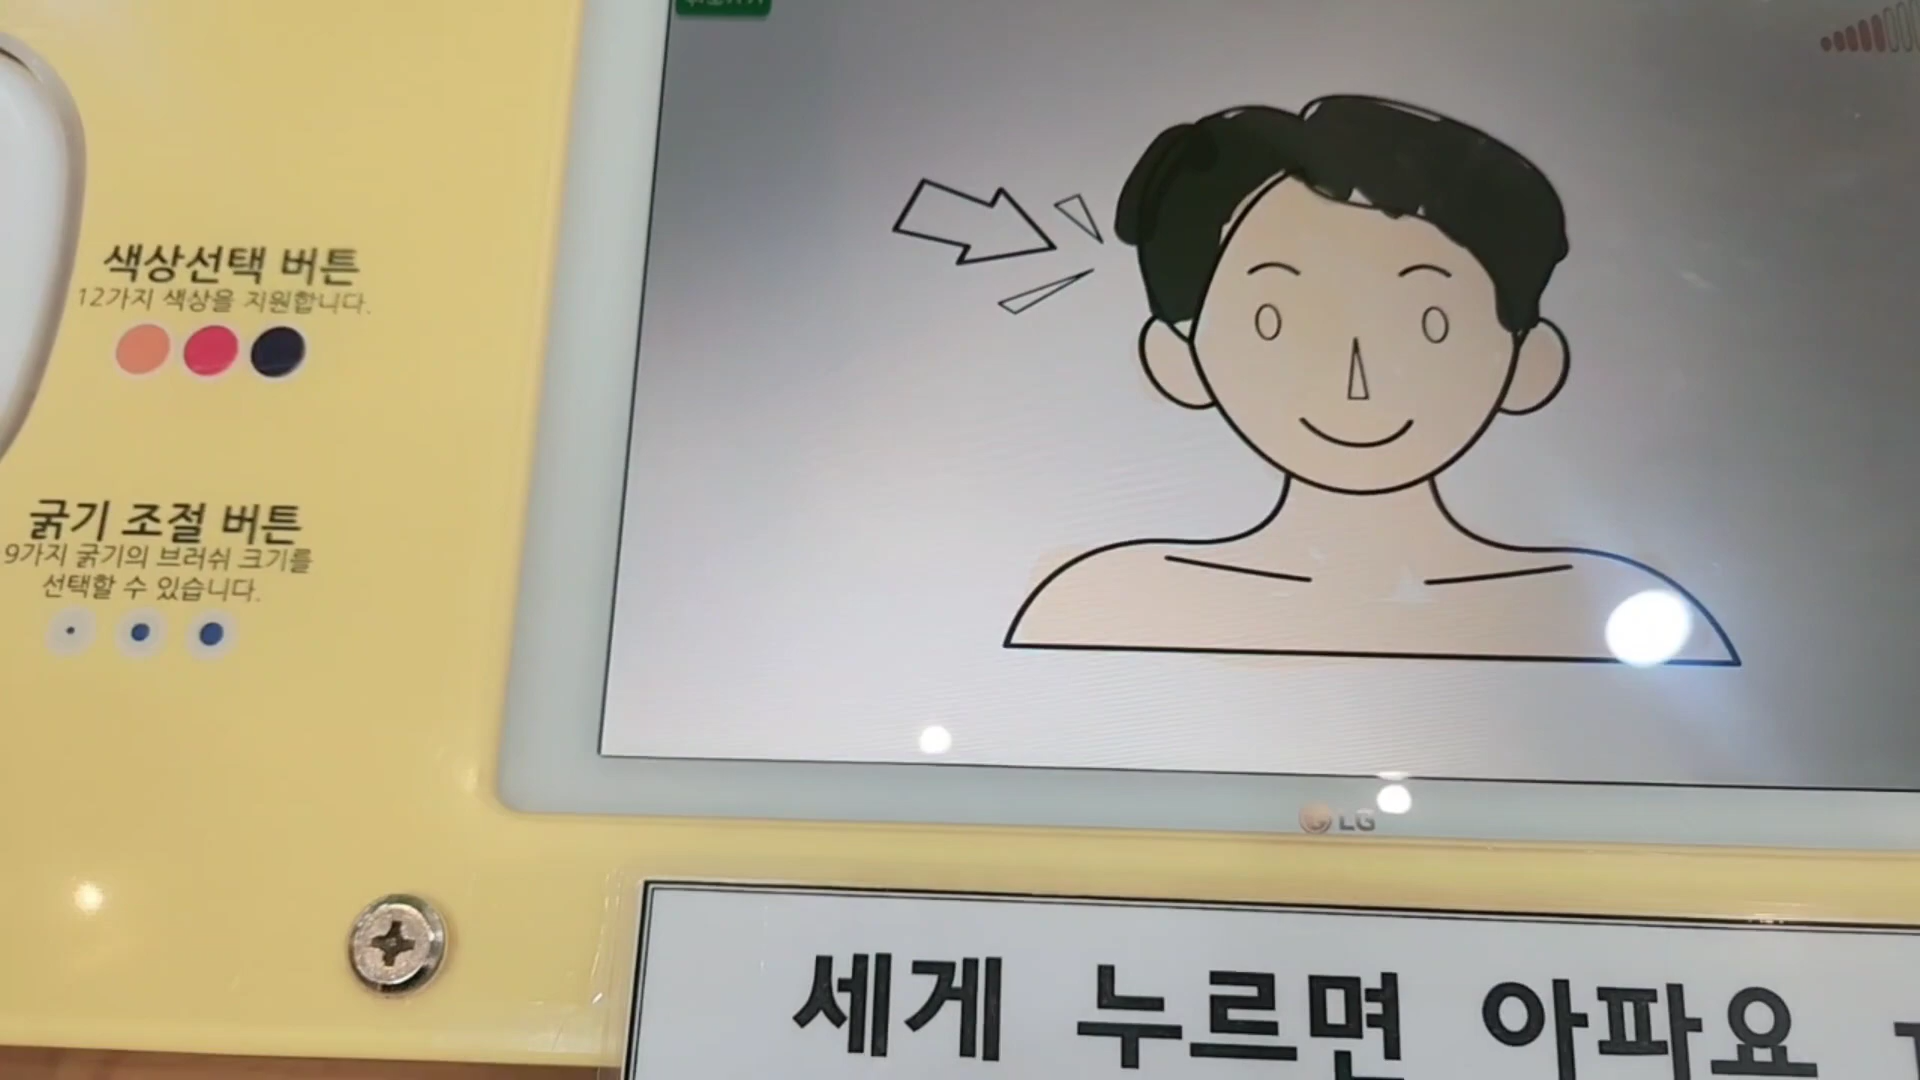 색상선택 버튼
12가지 색상을 지원합니다.
굵기 조절 버튼
9가지 굵기의 브러쉬 크기를
선택할 수 있습니다.
LG
세게 누르면 아파요